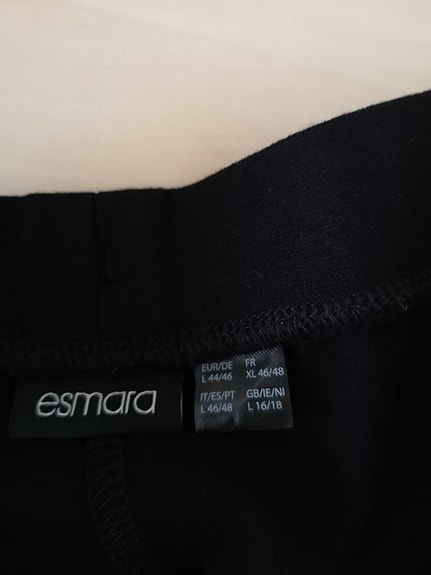 esmara
EUR/DE FR
L 44/46 XL 46/48
IT/ES/PT GB/IE/NI
L 46/48 L 16/18